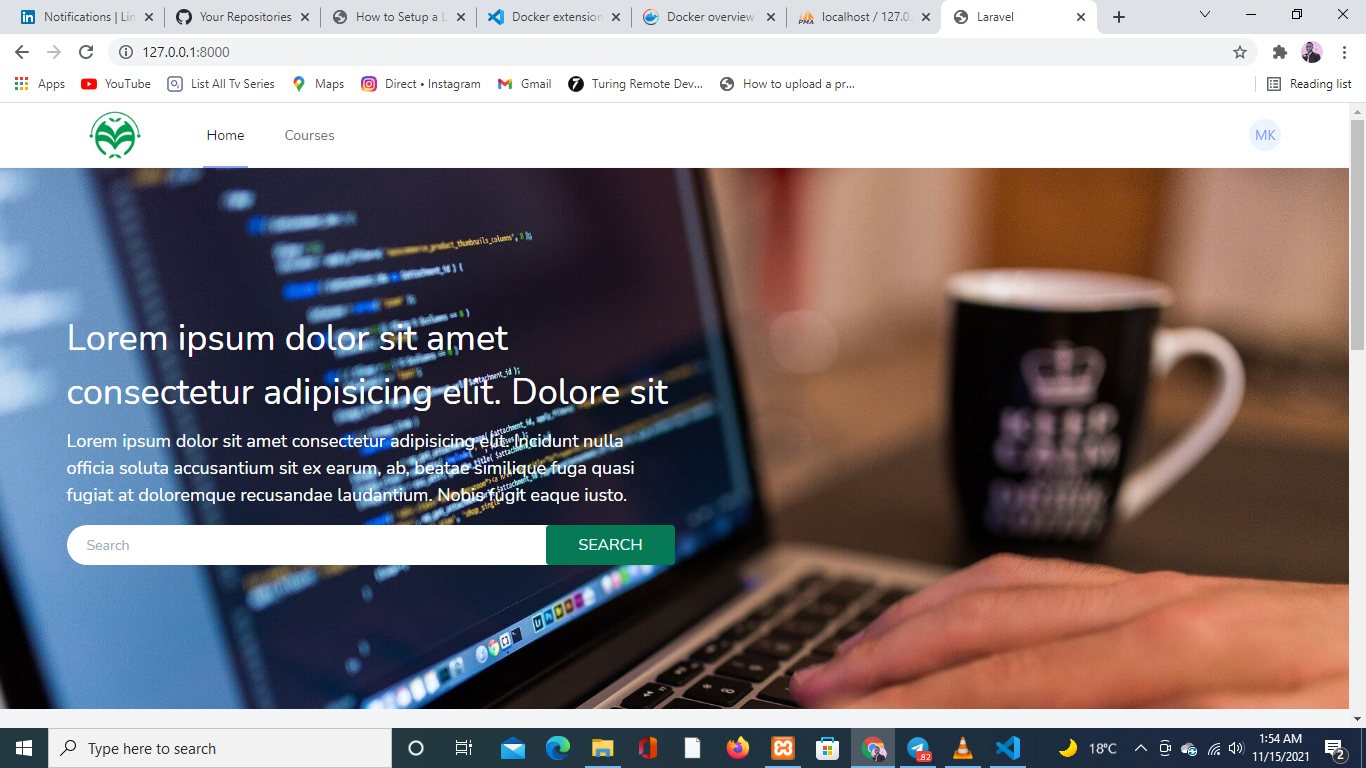 Notifications | Lin
Your Repositories
How to Setup a L
Docker extension
Docker overview
localhost / 127.0.
Laravel
127.0.0.1:8000
Apps
YouTube
List All Tv Series
Maps
Direct • Instagram
Gmail
Turing Remote Dev...
How to upload a pr...
Reading list
Home
Courses
MK
Lorem ipsum dolor sit amet
consectetur adipisicing elit. Dolore sit
Lorem ipsum dolor sit amet consectetur adipisicing elit. Incidunt nulla
officia soluta accusantium sit ex earum, ab, beatae similique fuga quasi
fugiat at doloremque recusandae laudantium. Nobis fugit eaque iusto.
Search
SEARCH
KEEP
CALM
Type here to search
82
18°C
1:54 AM
11/15/2021
2